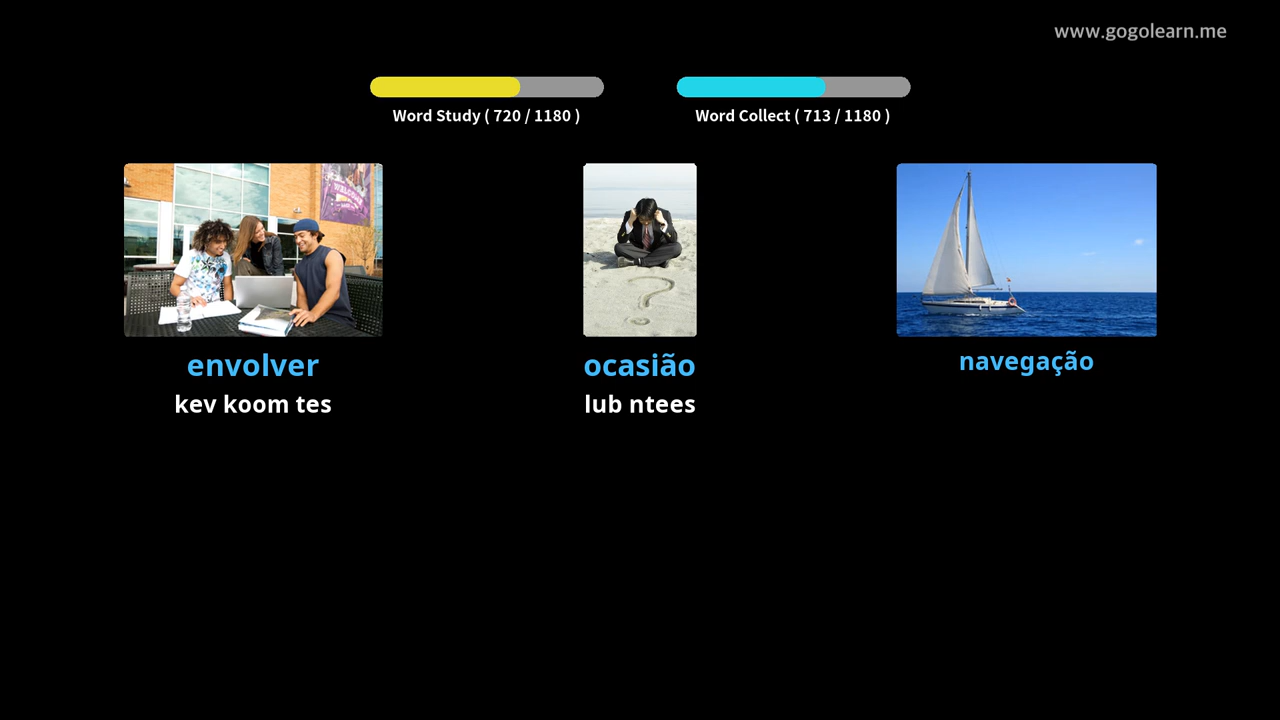 www.gogolearn.me
Word Study ( 720 / 1180 )
Word Collect ( 713 / 1180 )
WELCOME
envolver
ocasião
navegação
kev koom tes
lub ntees